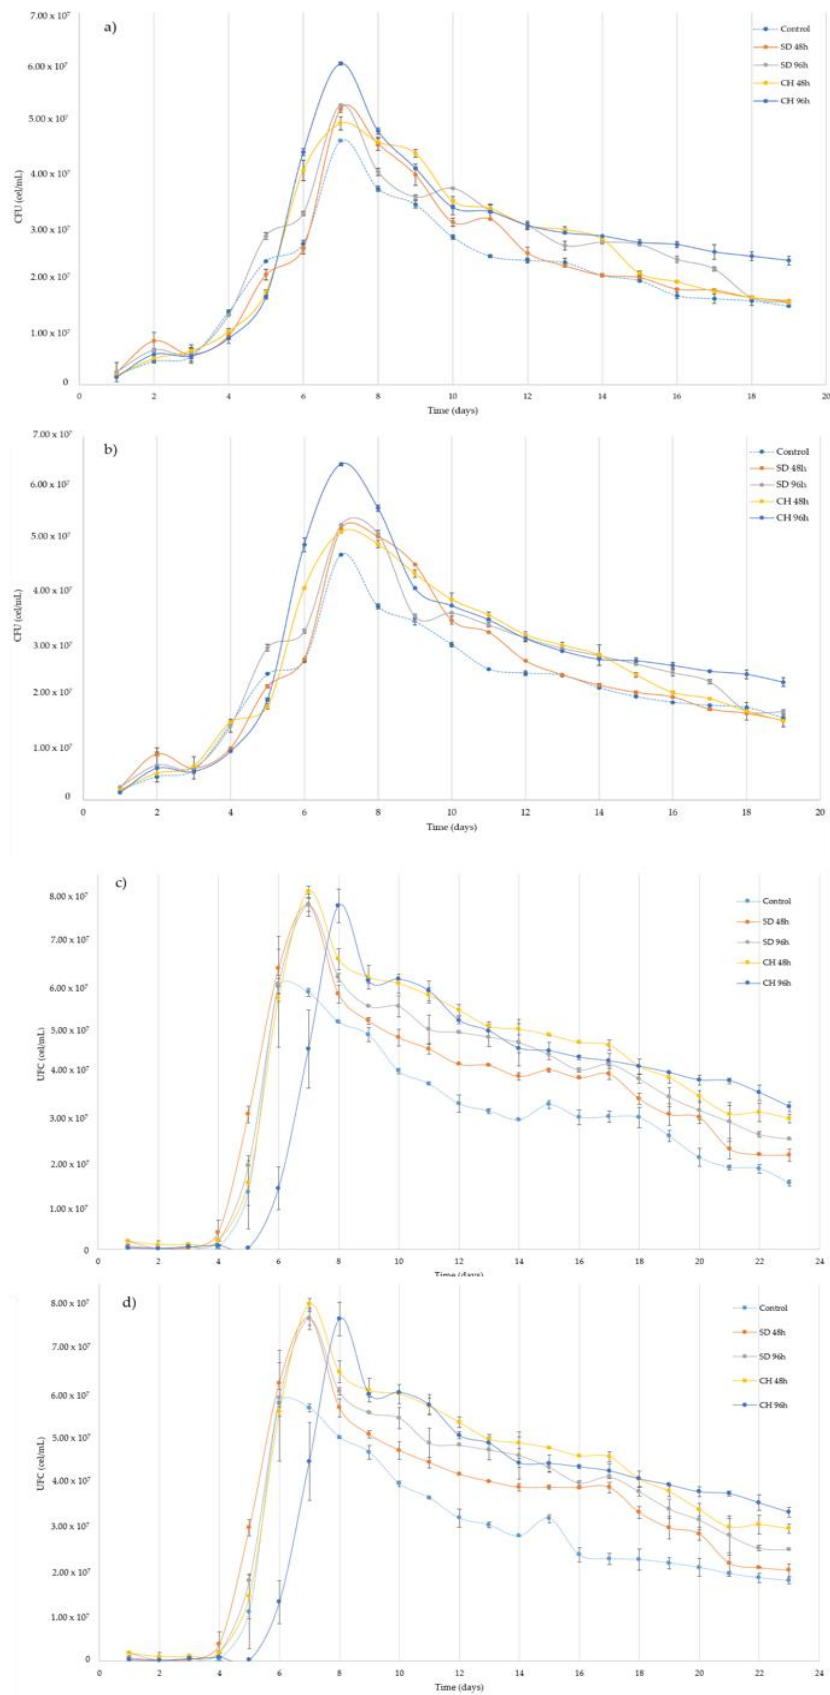 a)
7.00 x 10⁷
6.00 x 10⁷
5.00 x 10⁷
4.00 x 10⁷
3.00 x 10⁷
2.00 x 10⁷
1.00 x 10⁷
0
CFU (cel/mL)
0 2 4 6 8 10 12 14 16 18 20
Time (days)
Control
SD 48h
SD 96h
CH 48h
CH 96h
b)
7.00 x 10⁷
6.00 x 10⁷
5.00 x 10⁷
4.00 x 10⁷
3.00 x 10⁷
2.00 x 10⁷
1.00 x 10⁷
0
CFU (cel/mL)
0 2 4 6 8 10 12 14 16 18 20
Time (days)
Control
SD 48h
SD 96h
CH 48h
CH 96h
c)
8.00 x 10⁷
7.00 x 10⁷
6.00 x 10⁷
5.00 x 10⁷
4.00 x 10⁷
3.00 x 10⁷
2.00 x 10⁷
1.00 x 10⁷
0
UFC (cel/mL)
0 2 4 6 8 10 12 14 16 18 20 22 24
Time (days)
Control
SD 48h
SD 96h
CH 48h
CH 96h
d)
8.00 x 10⁷
7.00 x 10⁷
6.00 x 10⁷
5.00 x 10⁷
4.00 x 10⁷
3.00 x 10⁷
2.00 x 10⁷
1.00 x 10⁷
0
UFC (cel/mL)
0 2 4 6 8 10 12 14 16 18 20 22 24
Time (days)
Control
SD 48h
SD 96h
CH 48h
CH 96h